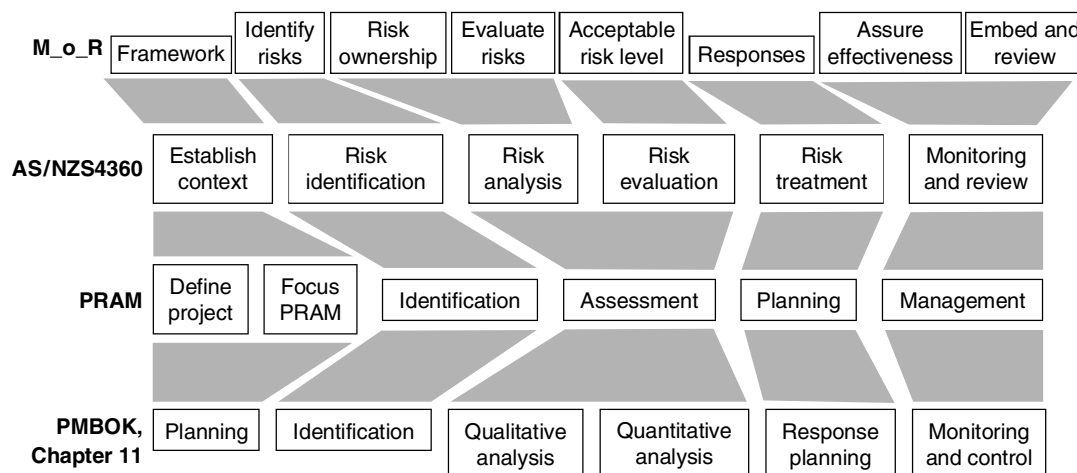 M_o_R
Framework
Identify
risks
Risk
ownership
Evaluate
risks
Acceptable
risk level
Responses
Assure
effectiveness
Embed and
review
AS/NZS4360
Establish
context
Risk
identification
Risk
analysis
Risk
evaluation
Risk
treatment
Monitoring
and review
PRAM
Define
project
Focus
PRAM
Identification
Assessment
Planning
Management
PMBOK,
Chapter 11
Planning
Identification
Qualitative
analysis
Quantitative
analysis
Response
planning
Monitoring
and control